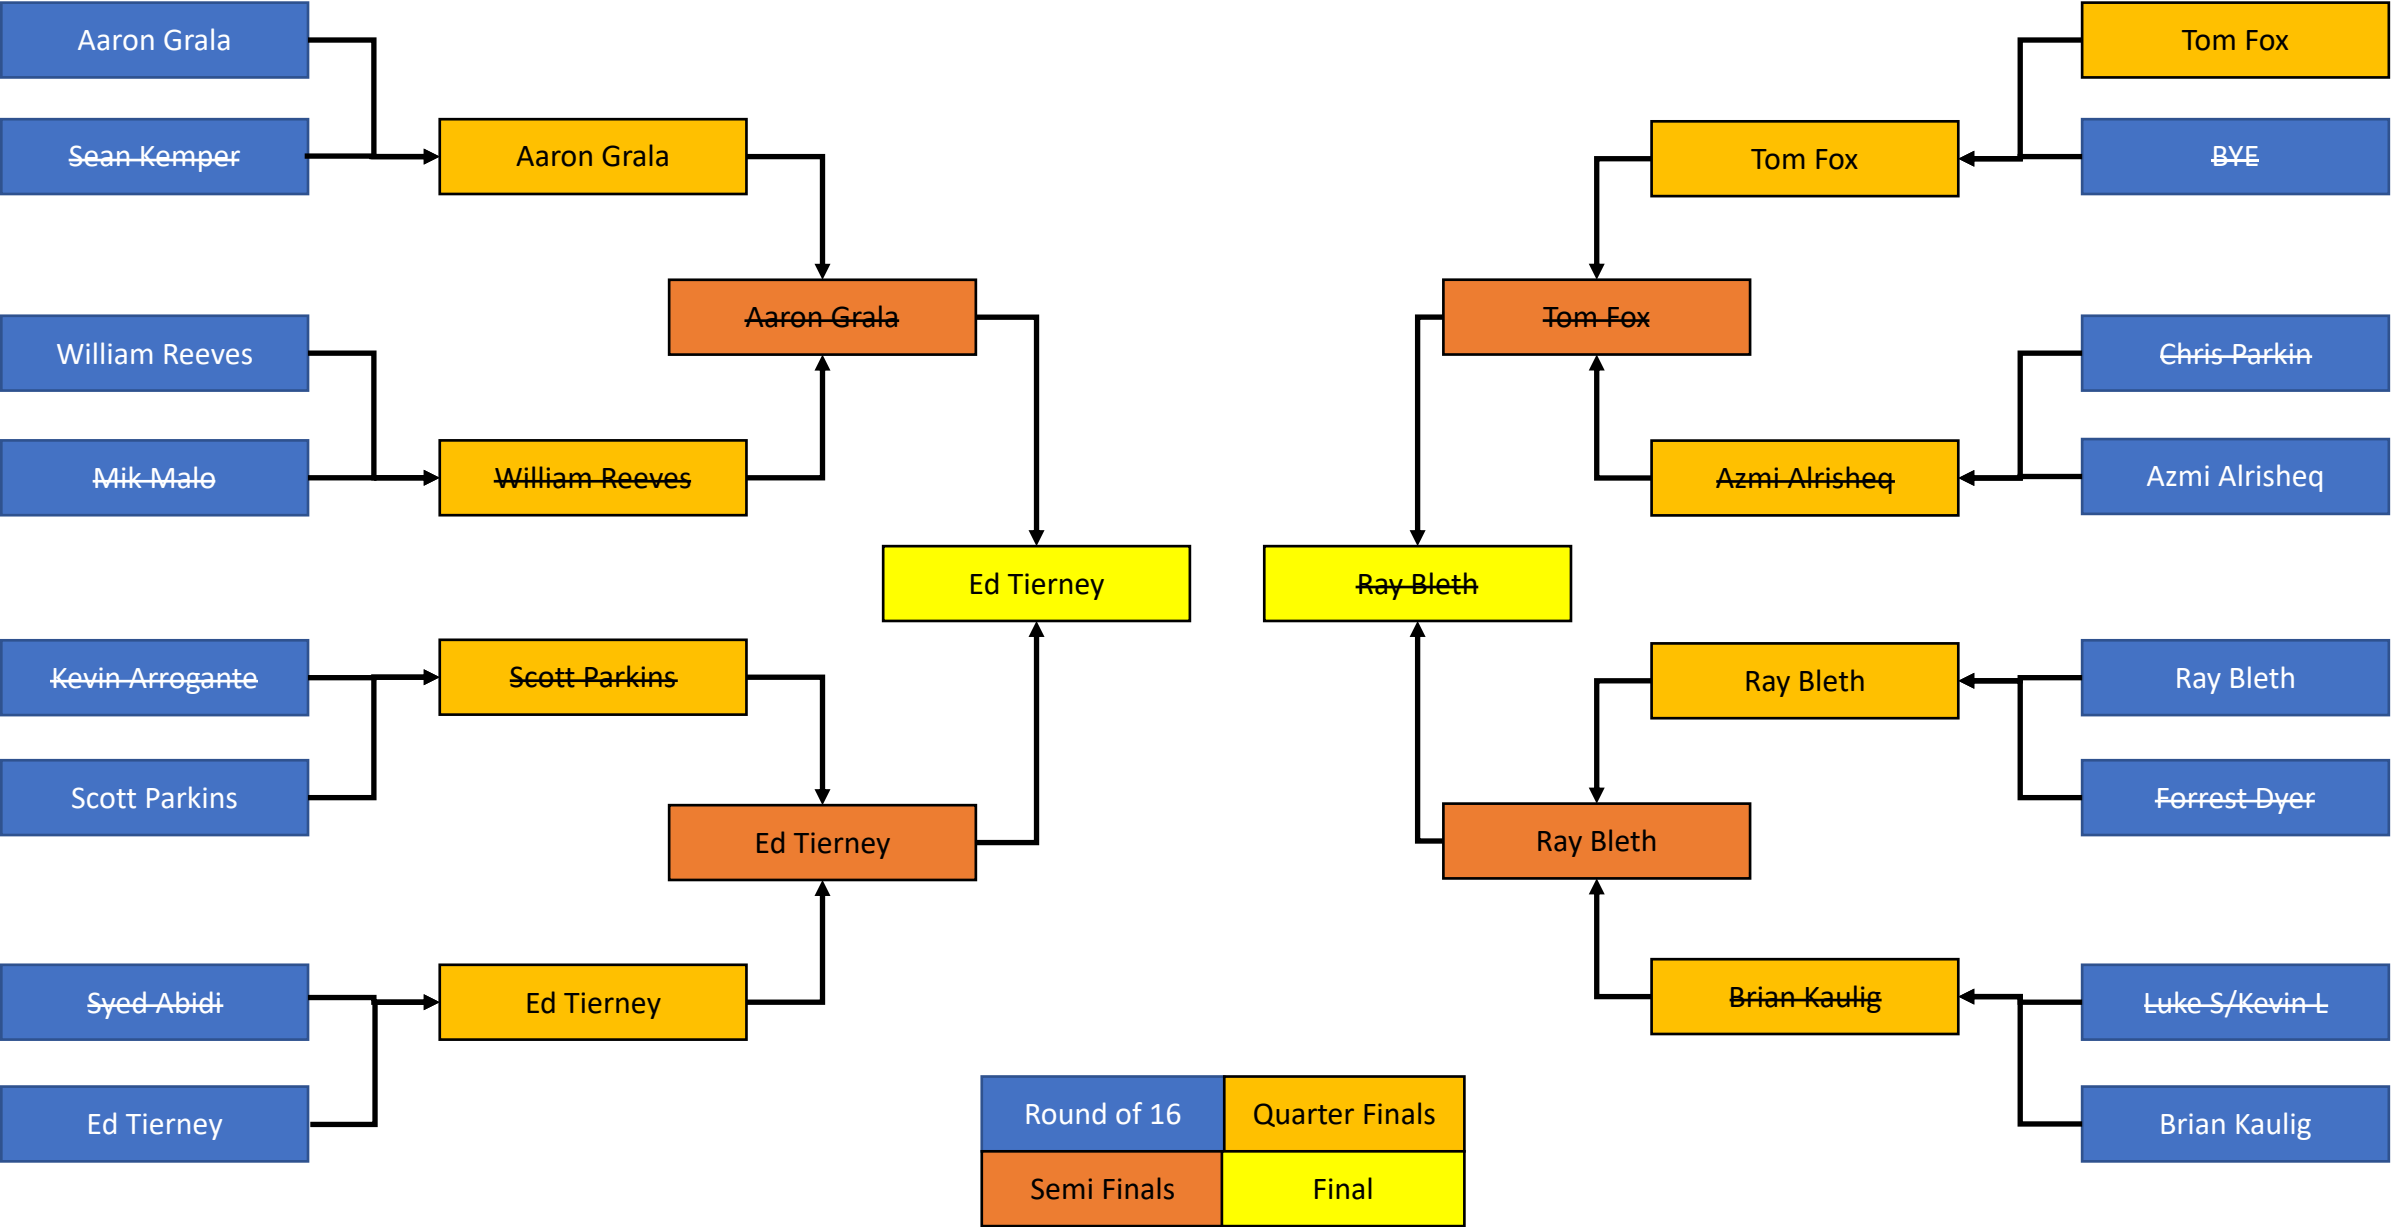 Aaron Grala
Tom Fox
Sean Kemper
Aaron Grala
Tom Fox
BYE
Aaron Grala
Tom Fox
William Reeves
Chris Parkin
Mik Malo
William Reeves
Azmi Alrisheq
Azmi Alrisheq
Ed Tierney
Ray Bleth
Kevin Arrogante
Scott Parkins
Ray Bleth
Ray Bleth
Scott Parkins
Forrest Dyer
Ed Tierney
Ray Bleth
Syed Abidi
Ed Tierney
Brian Kaulig
Luke S/Kevin L
Ed Tierney
Round of 16
Quarter Finals
Brian Kaulig
Semi Finals
Final